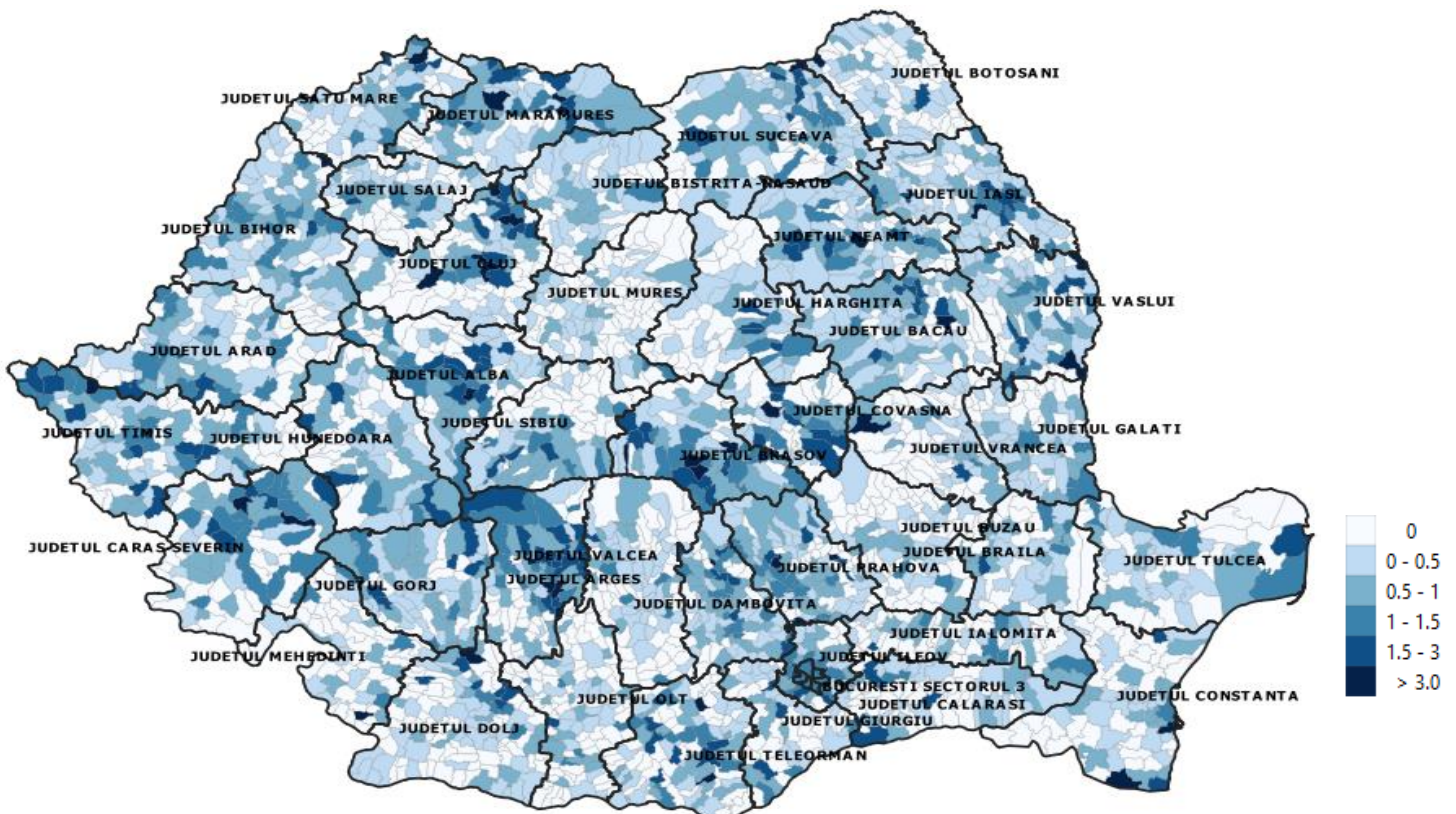 JUDETUL BOTOSANI
JUDETUL SATU MARE
JUDETUL MARAMURES
JUDETUL SUCEAVA
JUDETUL SALAJ
JUDETUL BISTRITA-NASAUD
JUDETUL IASI
JUDETUL BIHOR
JUDETUL NEAMT
JUDETUL CLUJ
JUDETUL MURES
JUDETUL HARGHITA
JUDETUL VASLUI
JUDETUL BACAU
JUDETUL ARAD
JUDETUL ALBA
JUDETUL COVASNA
JUDETUL SIBIU
JUDETUL GALATI
JUDETUL TIMIS
JUDETUL HUNEDOARA
JUDETUL VRANCEA
JUDETUL BRASOV
JUDETUL BUZAU
JUDETUL CARAS-SEVERIN
JUDETUL VALCEA
JUDETUL BRAILA
JUDETUL TULCEA
JUDETUL PRAHOVA
JUDETUL ARGES
JUDETUL GORJ
JUDETUL DAMBOVITA
JUDETUL IALOMITA
JUDETUL MEHEDINTI
JUDETUL ILFOV
BUCURESTI SECTORUL 3
JUDETUL CONSTANTA
JUDETUL OLT
JUDETUL CALARASI
JUDETUL GIURGIU
JUDETUL DOLJ
JUDETUL TELEORMAN
0
0 - 0.5
0.5 - 1
1 - 1.5
1.5 - 3
> 3.0